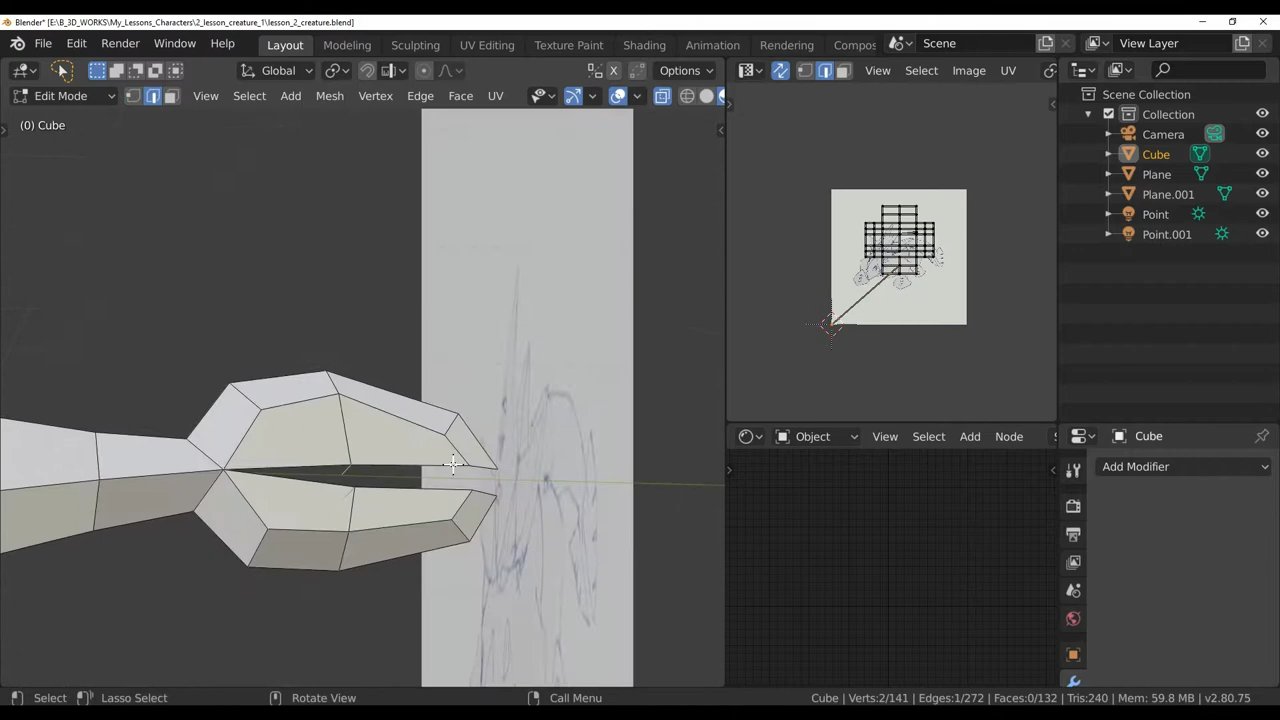 Blender* [E:\B_3D_WORKS\My_Lessons_Characters\2_lesson_creature_1\lesson_2_creature.blend]
File Edit Render Window Help Layout Modeling Sculpting UV Editing Texture Paint Shading Animation Rendering Compos Scene View Layer
Global Options View Select Image UV
Edit Mode View Select Add Mesh Vertex Edge Face UV
Scene Collection
(0) Cube
Collection
Camera
Cube
Plane
Plane.001
Point
Point.001
Object View Select Add Node S Cube
Add Modifier
Select Lasso Select Rotate View Call Menu Cube | Verts:2/141 | Edges:1/272 | Faces:0/132 | Tris:240 | Mem: 59.8 MB | v2.80.75